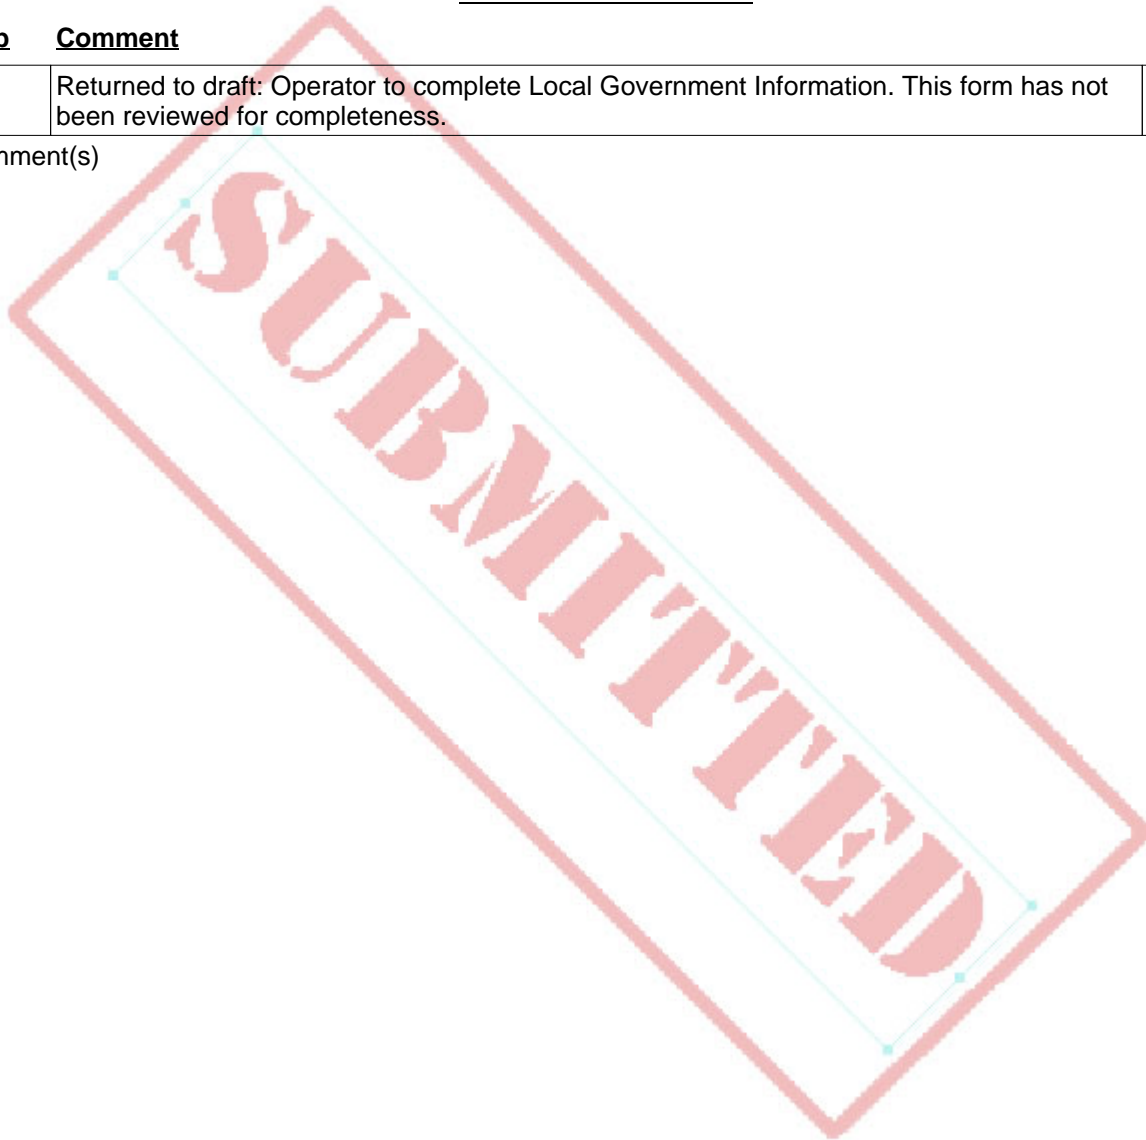 Comment
Returned to draft: Operator to complete Local Government Information. This form has not
been reviewed for completeness.
mment(s)
SUBMITTED